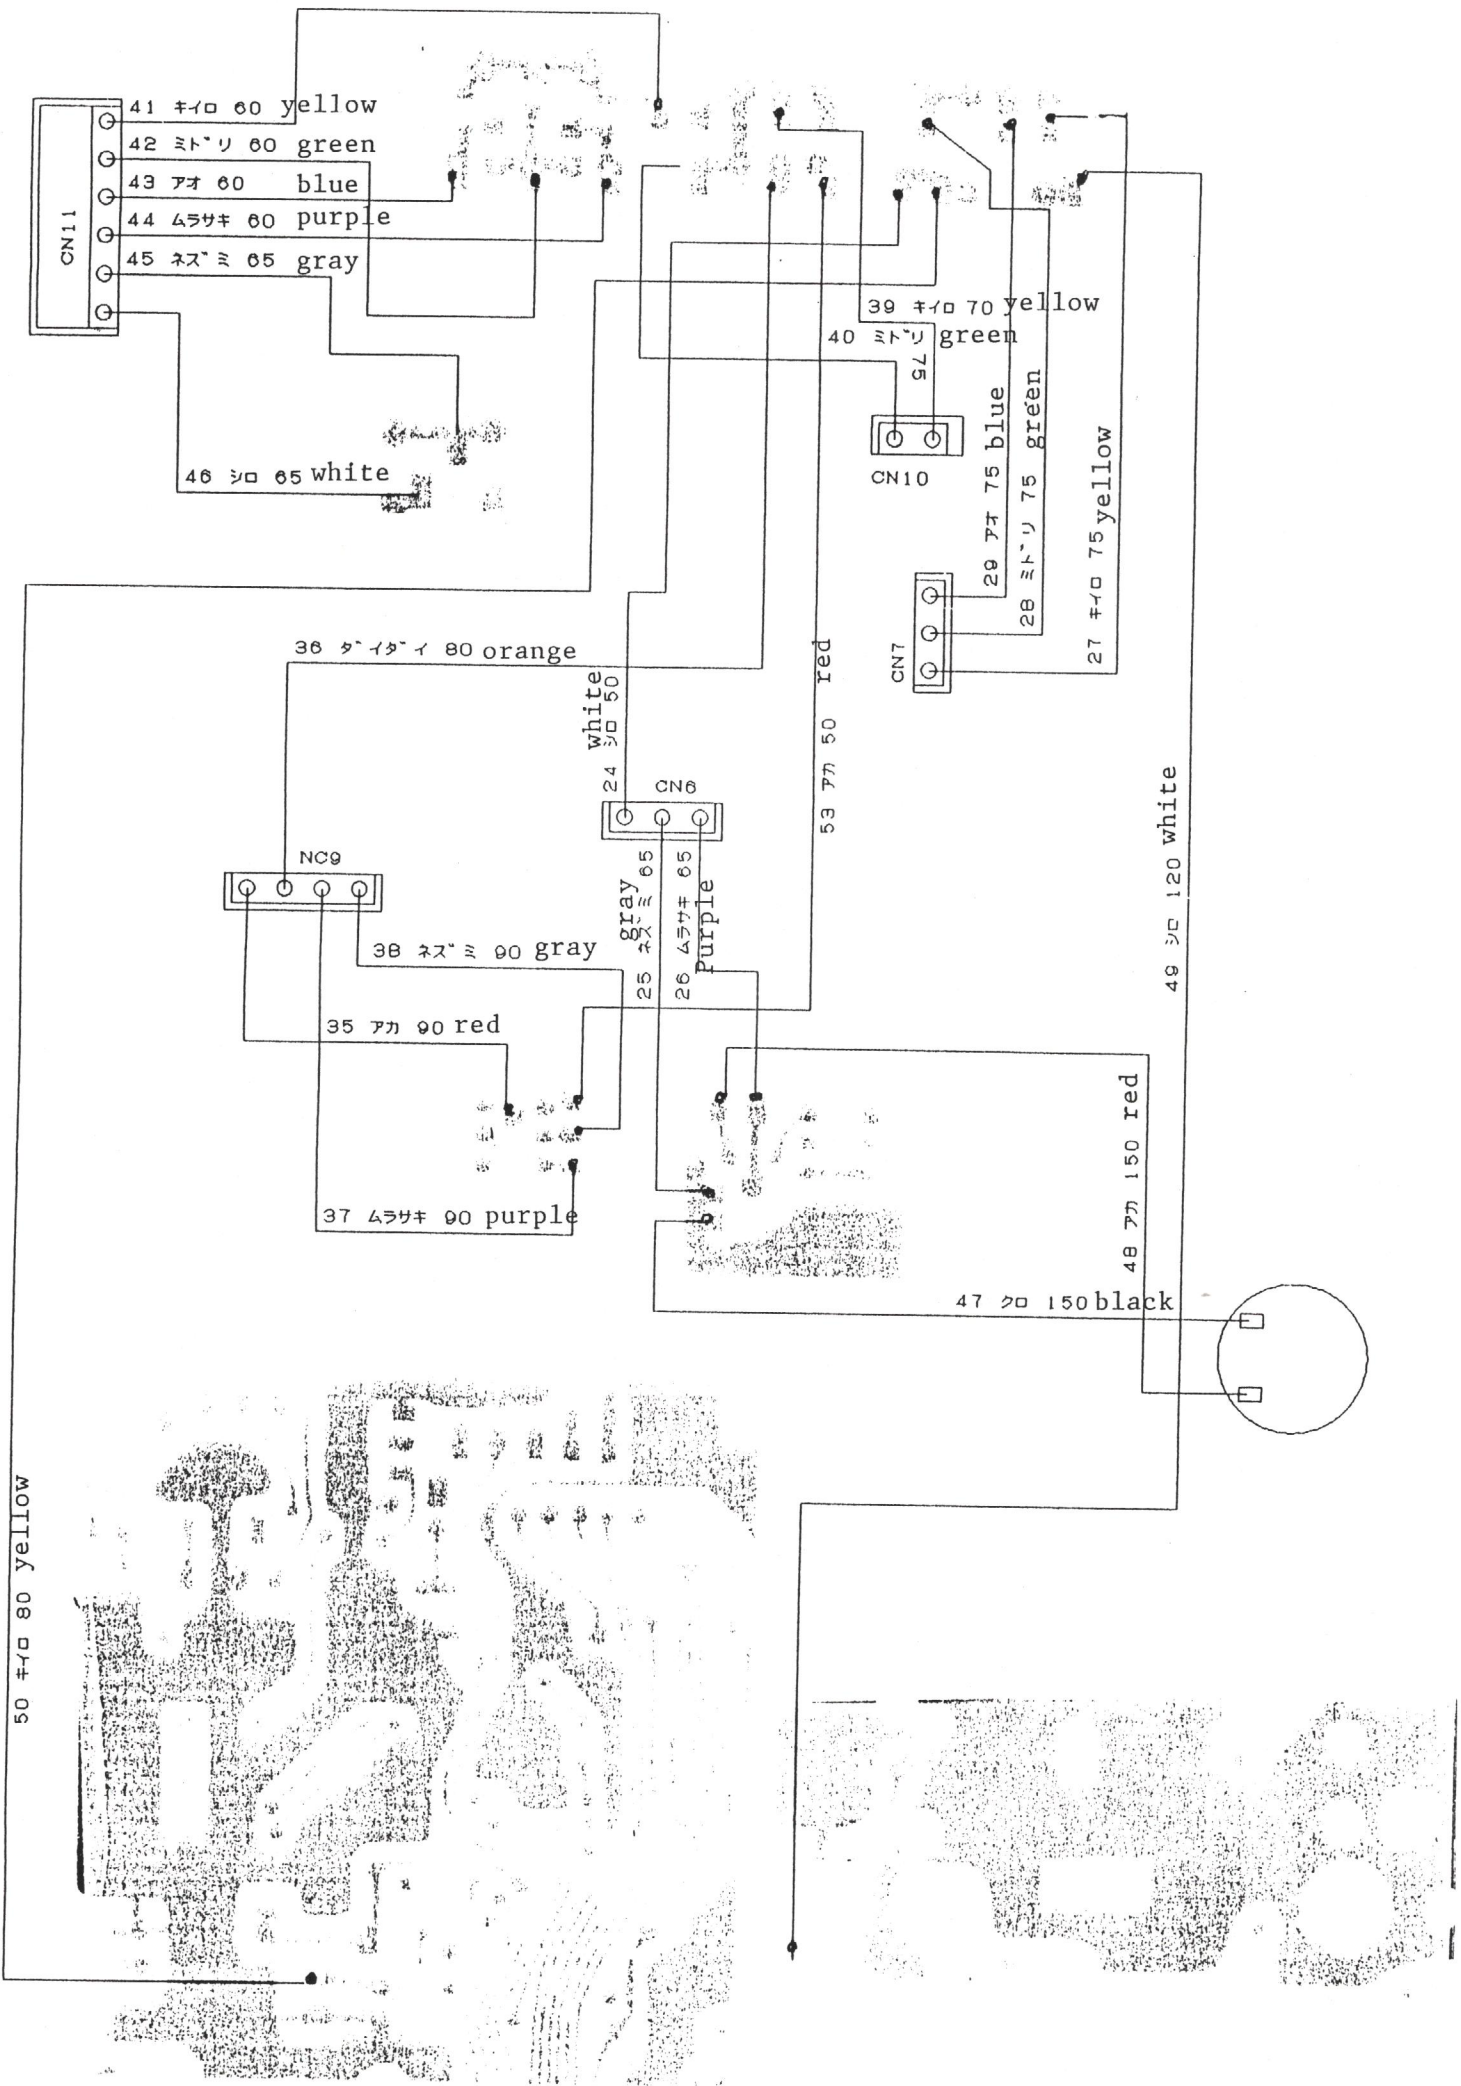 41 キイロ 60 yellow
42 ミドリ 60 green
43 アオ 60 blue
44 ムラサキ 60 purple
45 ネズミ 65 gray
CN11
46 シロ 65 white
39 キイロ 70 yellow
40 ミドリ 75 green
CN10
29 アオ 75 blue
28 ミドリ 75 green
27 キイロ 75 yellow
CN7
36 ダイダイ 80 orange
24 シロ 50 white
53 アカ 50 red
CN6
NC9
25 ネズミ 65 gray
26 ムラサキ 65 purple
38 ネズミ 90 gray
35 アカ 90 red
37 ムラサキ 90 purple
49 シロ 120 white
48 アカ 150 red
47 クロ 150 black
50 キイロ 80 yellow